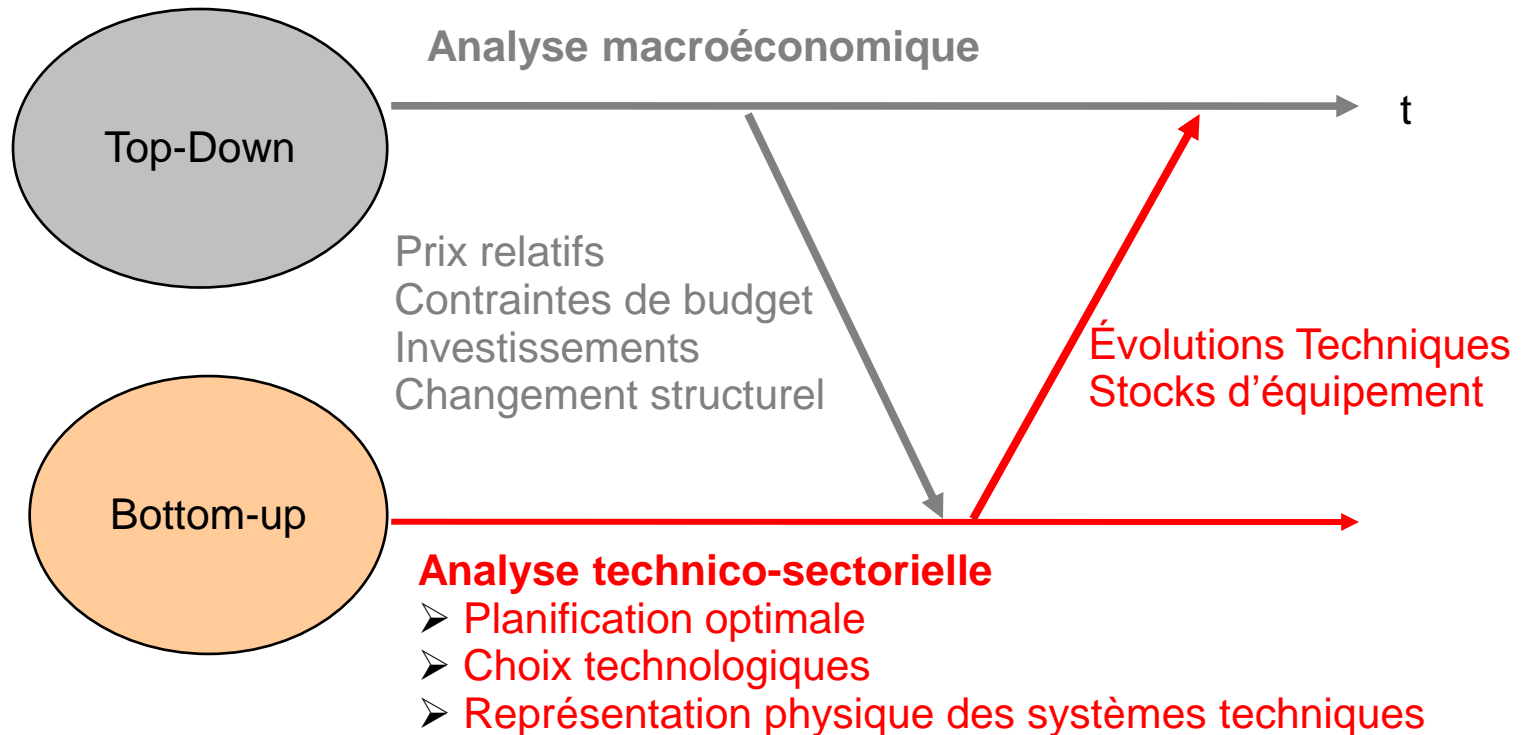 Analyse macroéconomique
t
Top-Down
Prix relatifs
Contraintes de budget
Investissements
Changement structurel
Évolutions Techniques
Stocks d’équipement
Bottom-up
Analyse technico-sectorielle
➢ Planification optimale
➢ Choix technologiques
➢ Représentation physique des systèmes techniques